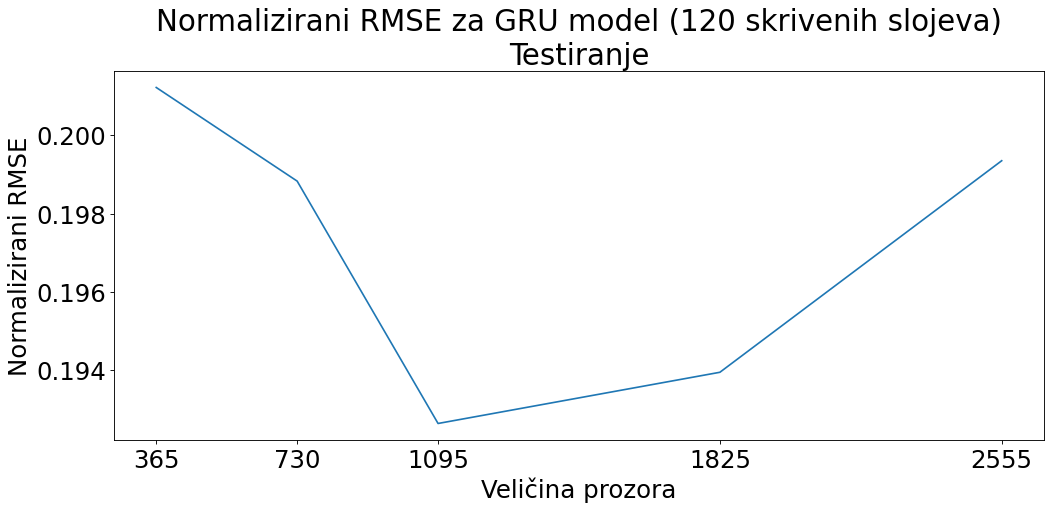 Normalizirani RMSE za GRU model (120 skrivenih slojeva)
Testiranje
Normalizirani RMSE
0.200
0.198
0.196
0.194
365 730 1095 1825 2555
Veličina prozora